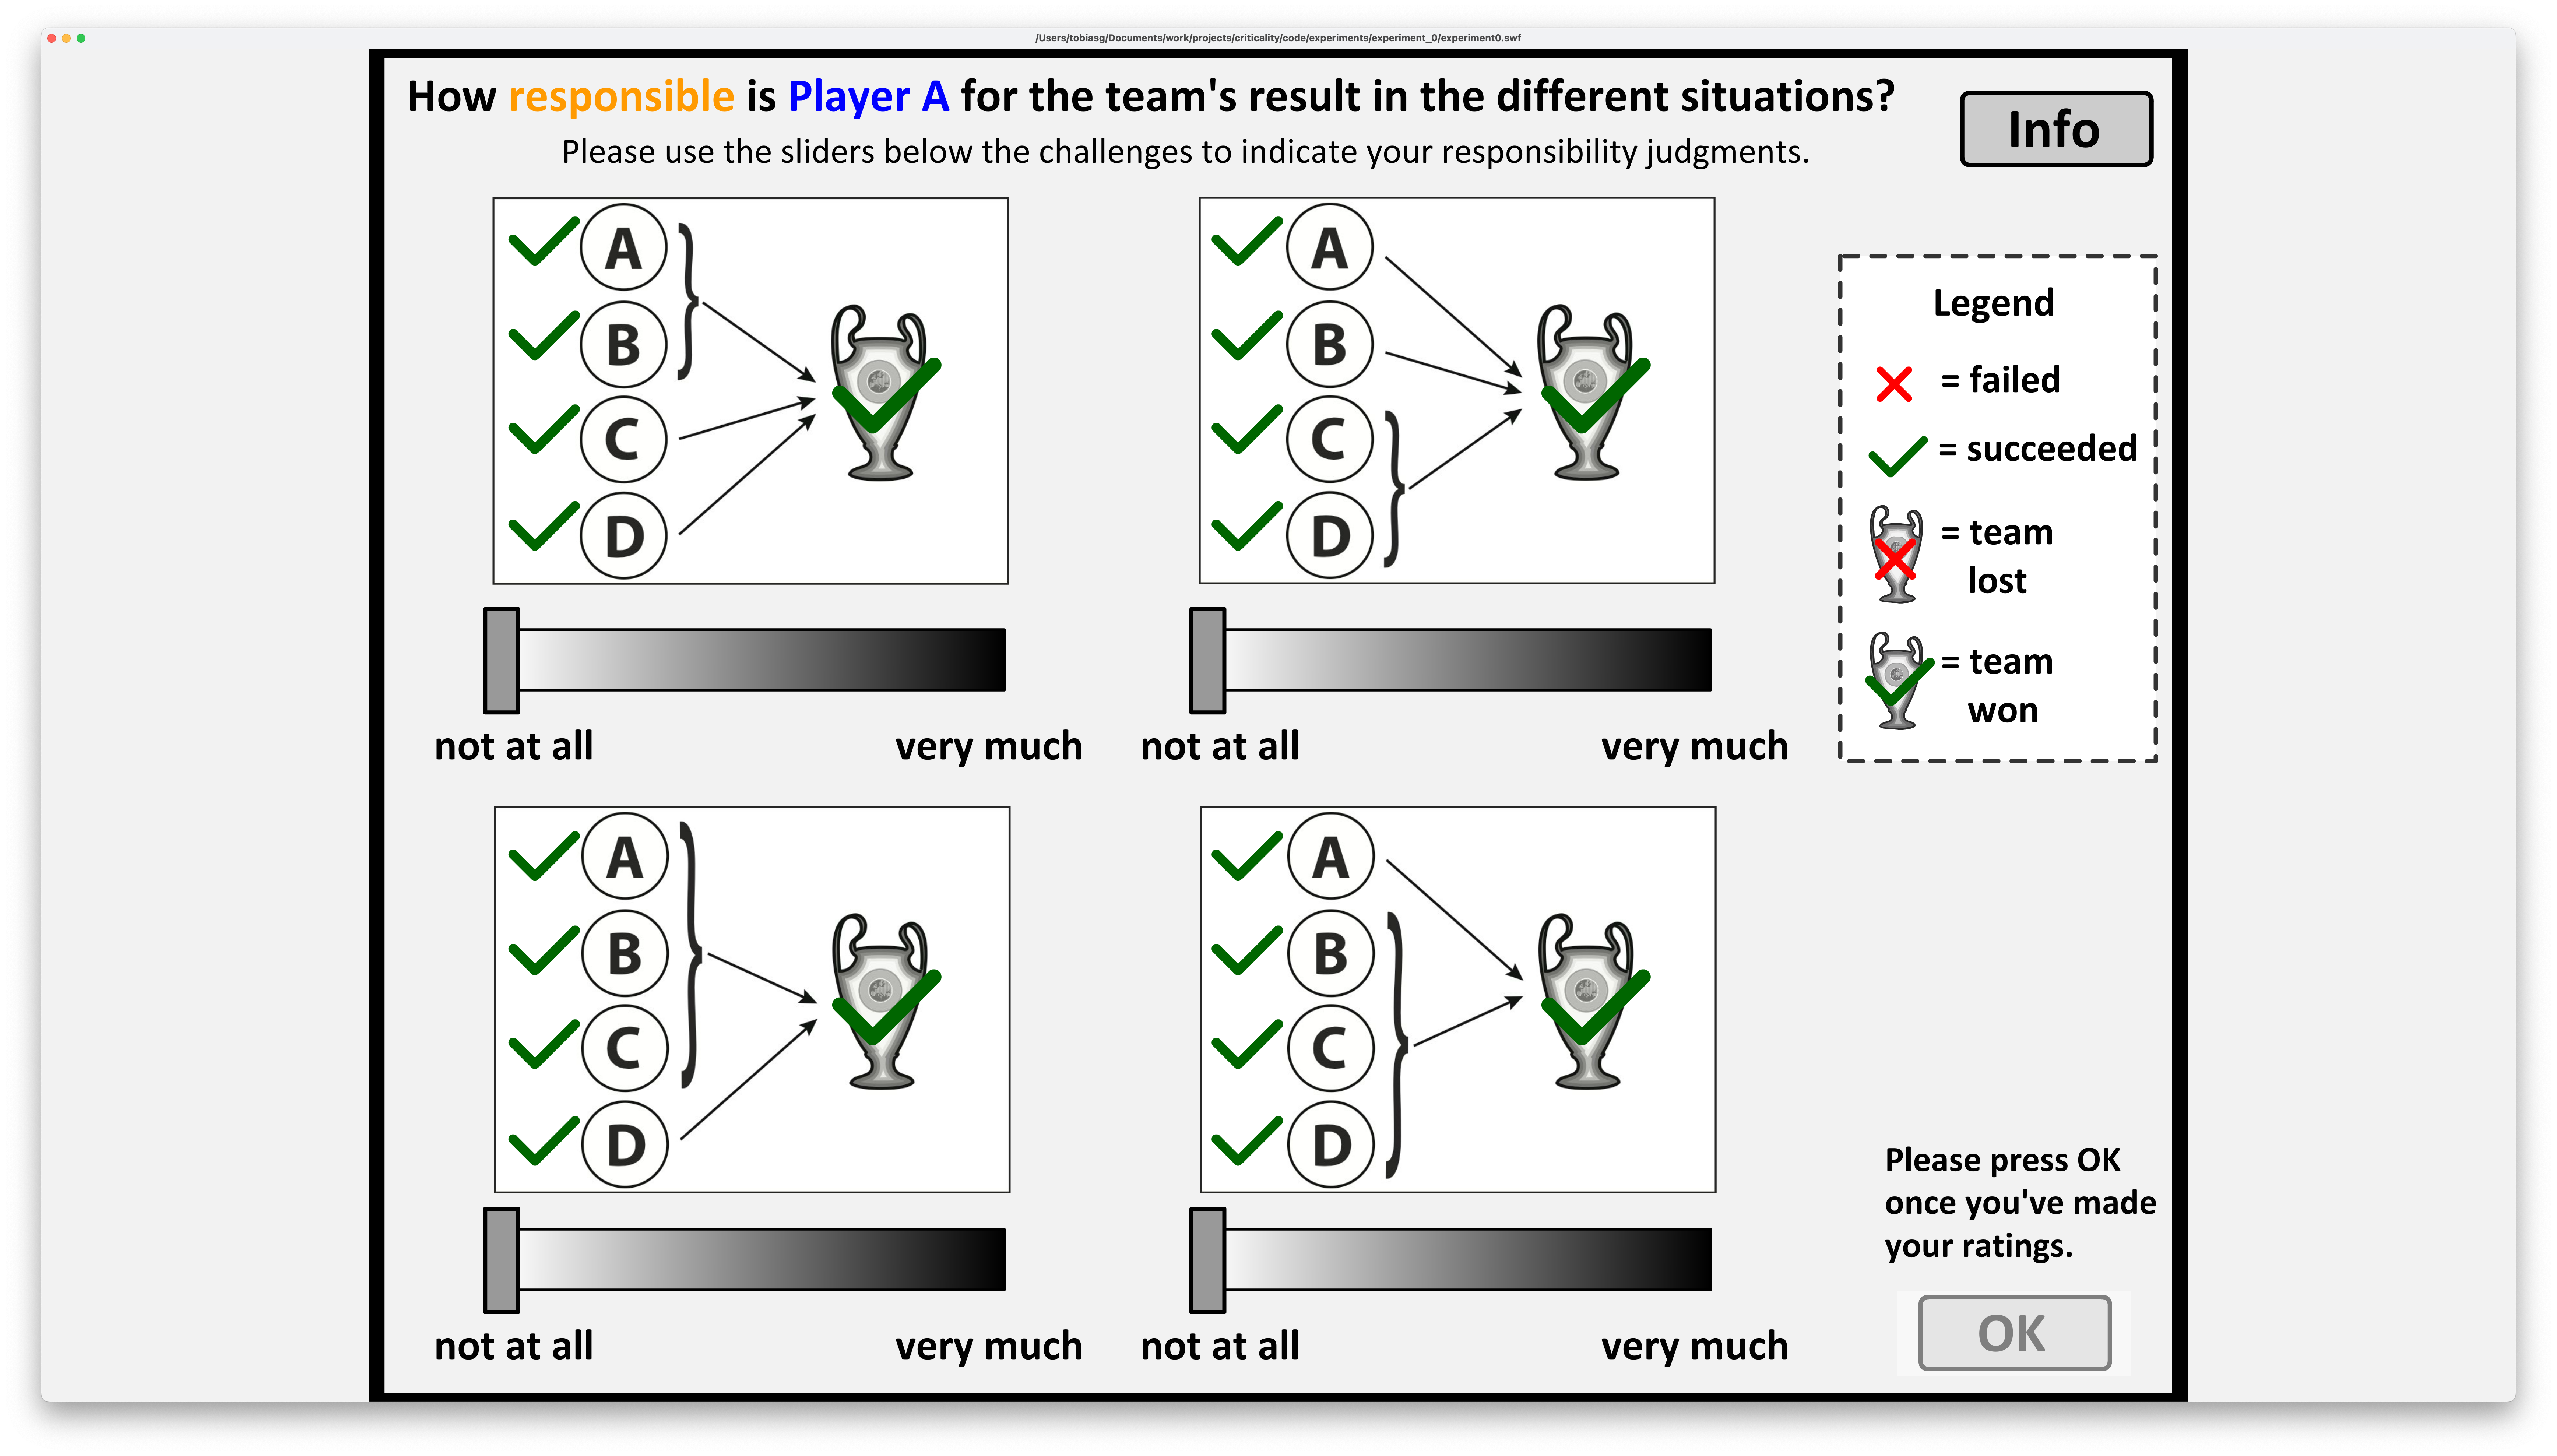 /Users/tobiasg/Documents/work/projects/criticality/code/experiments/experiment_0/experiment0.swf
How responsible is Player A for the team's result in the different situations?
Please use the sliders below the challenges to indicate your responsibility judgments.
Info
A
B
C
D
not at all
very much
A
B
C
D
not at all
very much
Legend
= failed
= succeeded
= team
lost
= team
won
A
B
C
D
not at all
very much
A
B
C
D
not at all
very much
Please press OK
once you've made
your ratings.
OK